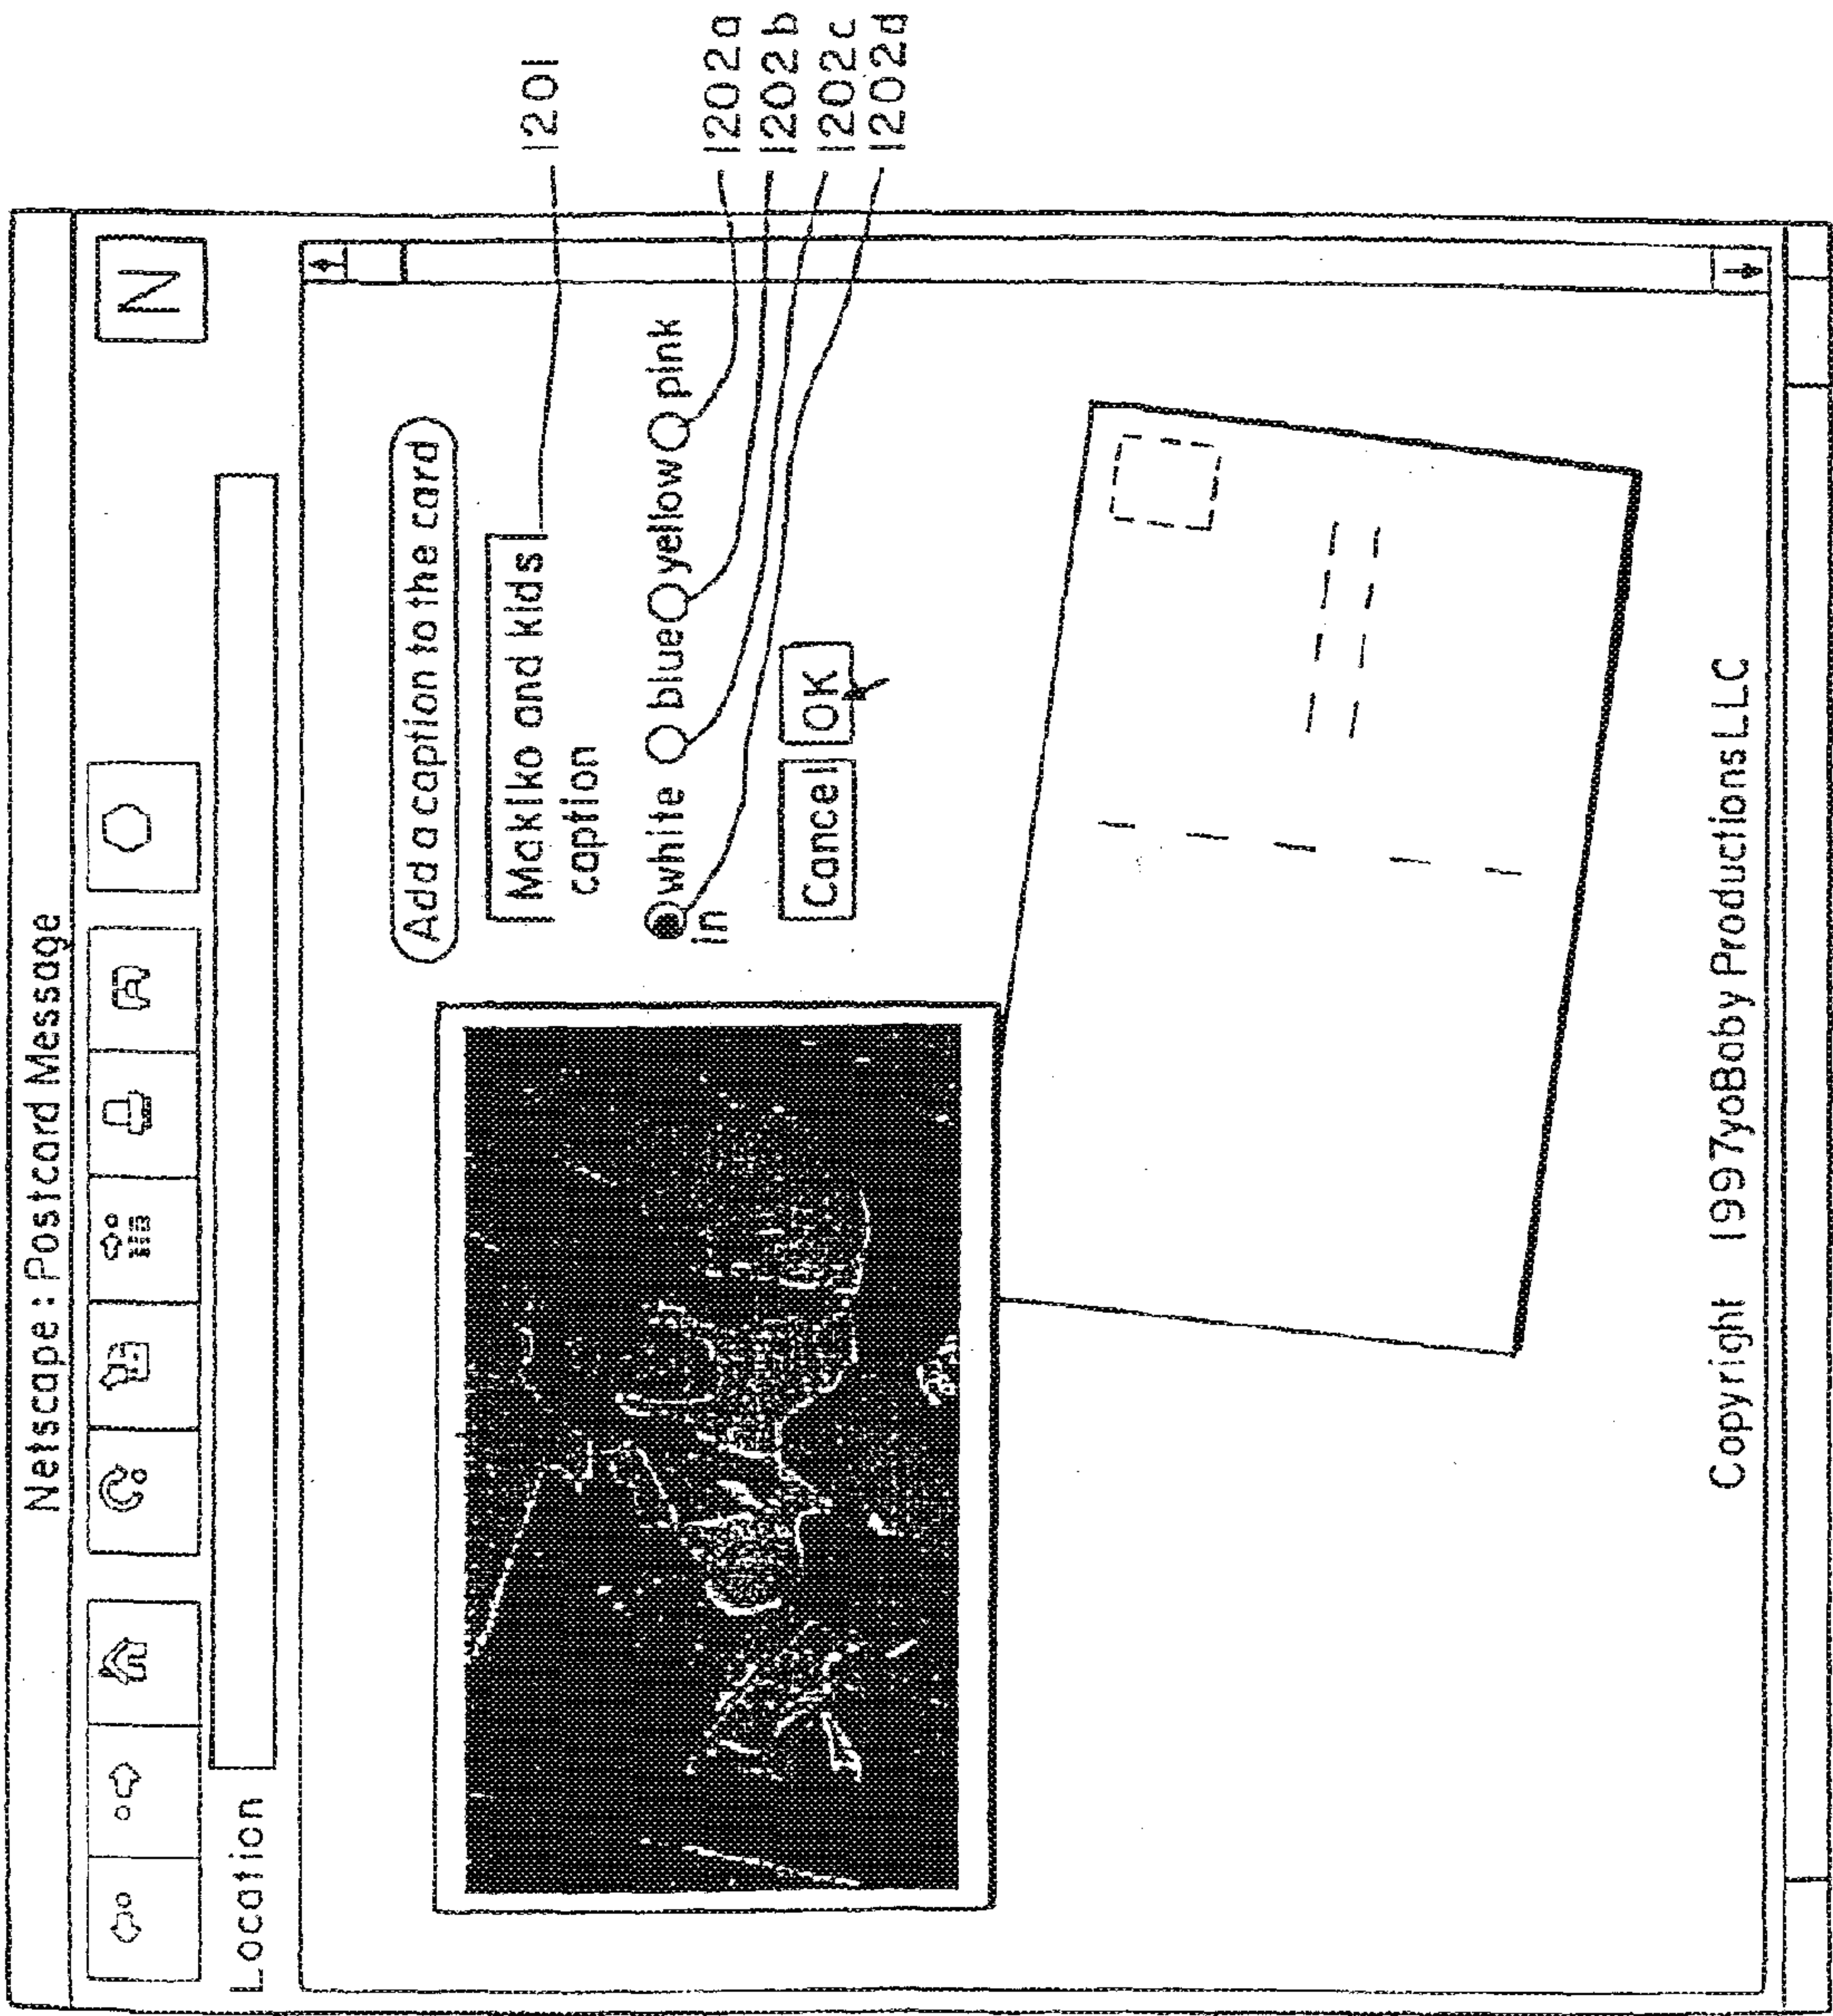 Netscape : Postcard Message
N
Location
Add a caption to the card
Makiko and kids
caption
white blue yellow pink
in
Cancel OK
Copyright 1997yoBaby Productions LLC
1201
1202a
1202b
1202c
1202d